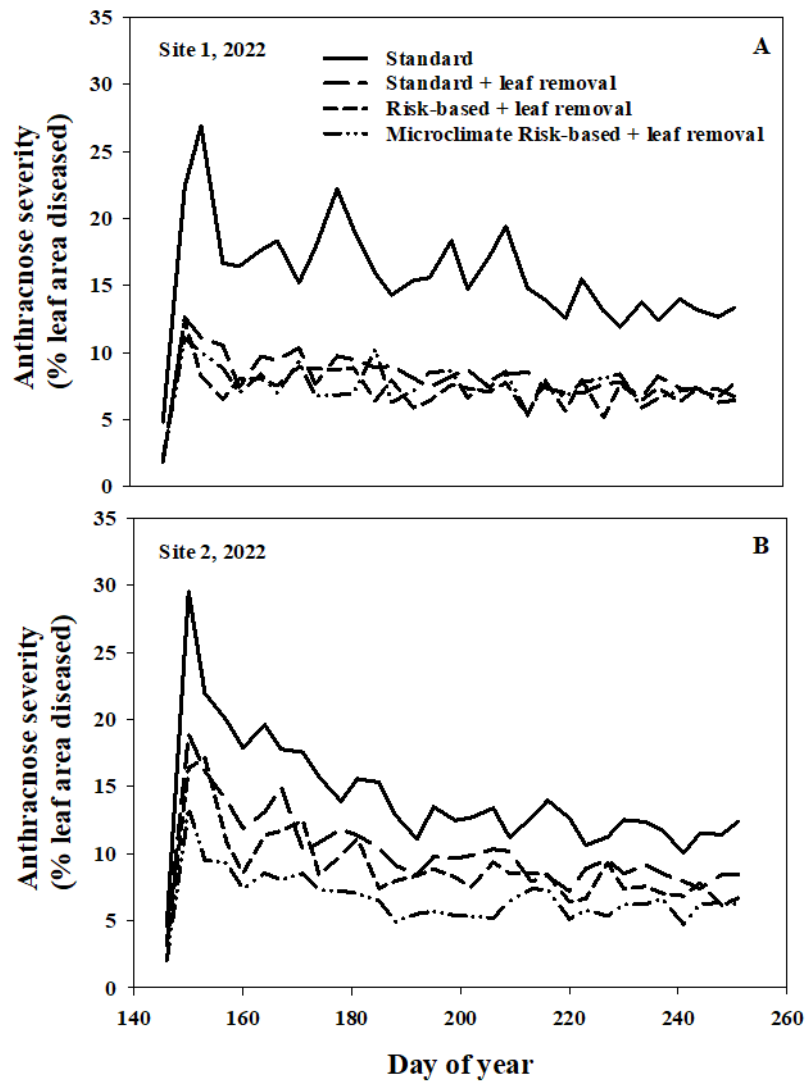 35
Site 1, 2022
A
Standard
Standard + leaf removal
Risk-based + leaf removal
Microclimate Risk-based + leaf removal
30
25
20
15
10
5
0
Anthracnose severity
(% leaf area diseased)
35
Site 2, 2022
B
30
25
20
15
10
5
0
Anthracnose severity
(% leaf area diseased)
140 160 180 200 220 240 260
Day of year